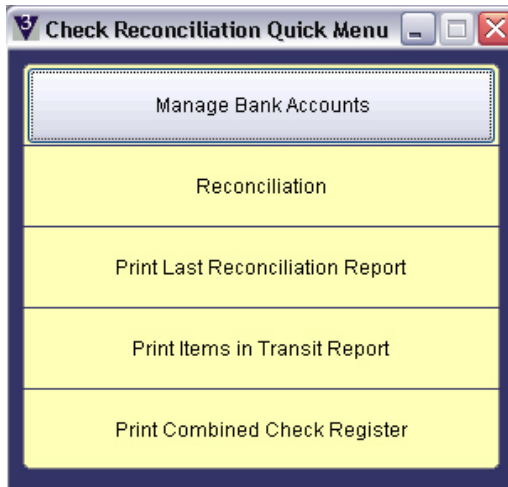 Check Reconciliation Quick Menu
Manage Bank Accounts
Reconciliation
Print Last Reconciliation Report
Print Items in Transit Report
Print Combined Check Register